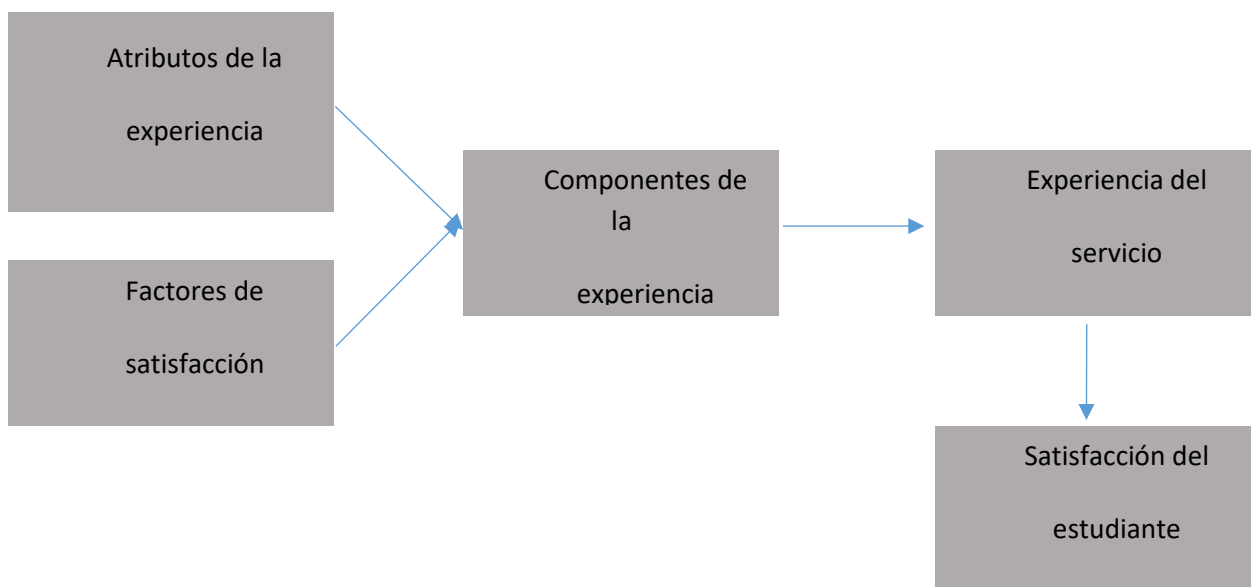 Atributos de la
experiencia
Factores de
satisfacción
Componentes de
la
experiencia
Experiencia del
servicio
Satisfacción del
estudiante